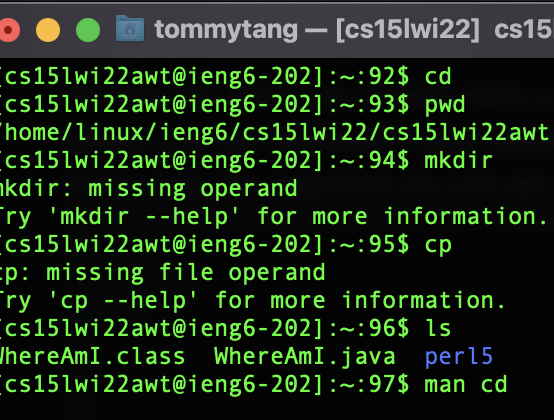 tommytang — [cs15lwi22] cs15
[cs15lwi22awt@ieng6-202]:~:92$ cd
[cs15lwi22awt@ieng6-202]:~:93$ pwd
/home/linux/ieng6/cs15lwi22/cs15lwi22awt
[cs15lwi22awt@ieng6-202]:~:94$ mkdir
mkdir: missing operand
Try 'mkdir --help' for more information.
[cs15lwi22awt@ieng6-202]:~:95$ cp
cp: missing file operand
Try 'cp --help' for more information.
[cs15lwi22awt@ieng6-202]:~:96$ ls
WhereAmI.class  WhereAmI.java  perl5
[cs15lwi22awt@ieng6-202]:~:97$ man cd